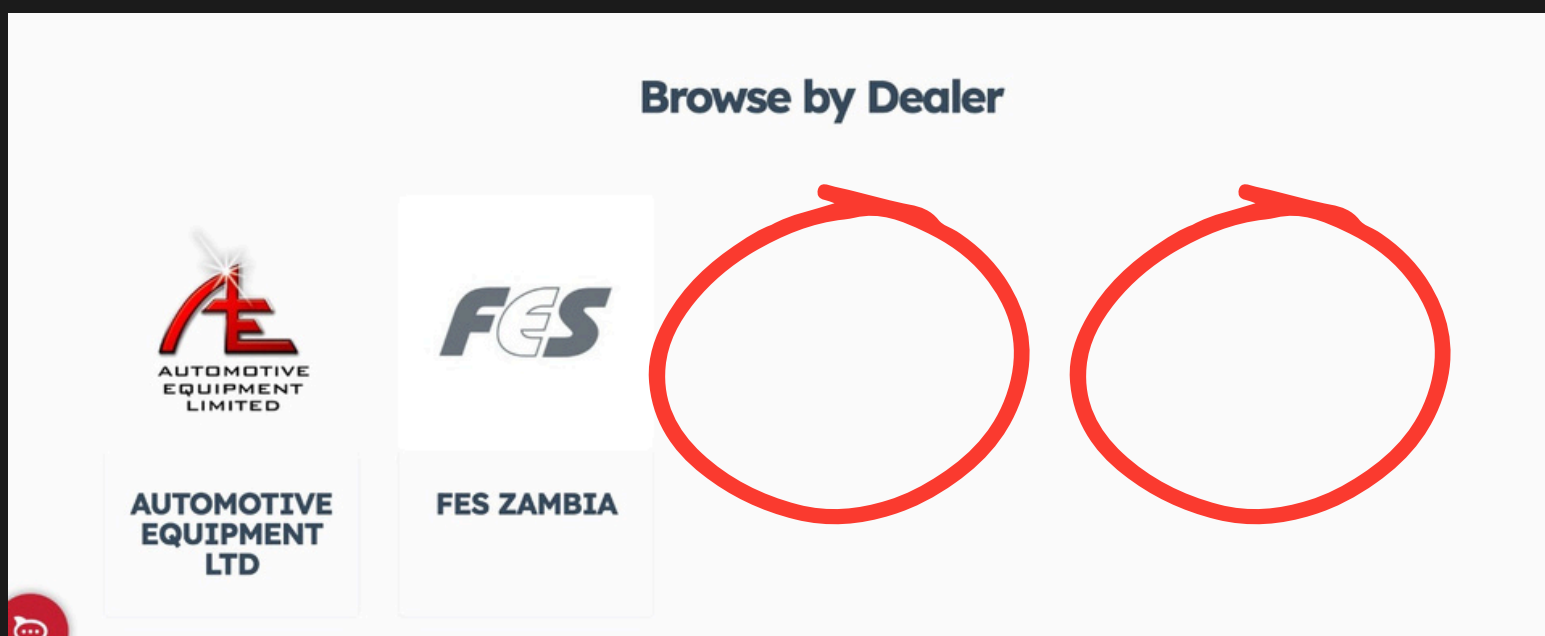 Browse by Dealer
AE
AUTOMOTIVE
EQUIPMENT
LIMITED
FES
AUTOMOTIVE
EQUIPMENT
LTD
FES ZAMBIA